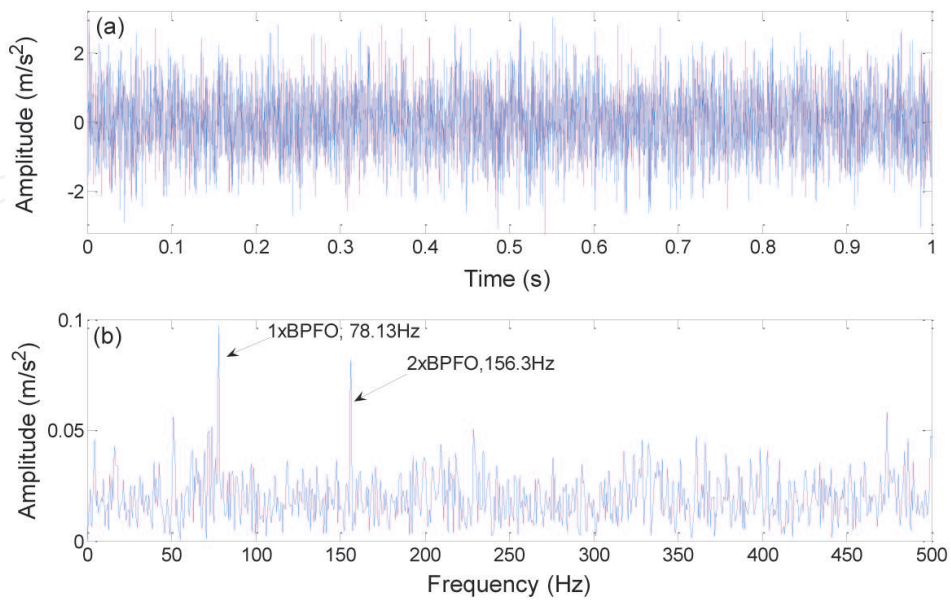 (a)
Amplitude (m/s²)
2
0
-2
0 0.1 0.2 0.3 0.4 0.5 0.6 0.7 0.8 0.9 1
Time (s)
(b)
Amplitude (m/s²)
0.1
0.05
0
1xBPFO; 78.13Hz
2xBPFO,156.3Hz
0 50 100 150 200 250 300 350 400 450 500
Frequency (Hz)